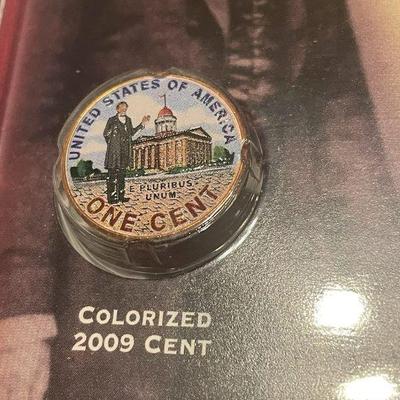 UNITED STATES OF AMERICA
E PLURIBUS
UNUM
ONE CENT
COLORIZED
2009 CENT